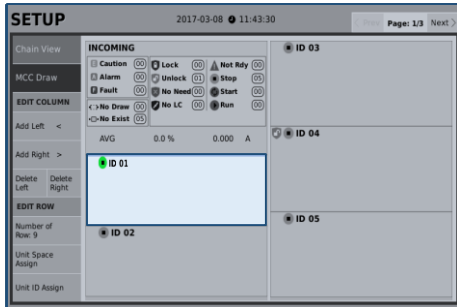 SETUP 2017-03-08 11:43:30 < Prev Page: 1/3 Next >
Chain View
MCC Draw
EDIT COLUMN
Add Left <
Add Right >
Delete Left Delete Right
EDIT ROW
Number of Row: 9
Unit Space Assign
Unit ID Assign
INCOMING
Caution 00 Lock 00 Not Rdy 00
Alarm 00 Unlock 01 Stop 05
Fault 00 No Need 00 Start 00
<>No Draw 00 No LC 00 Run 00
No Exist 05
AVG 0.0 % 0.000 A
ID 01
ID 02
ID 03
ID 04
ID 05